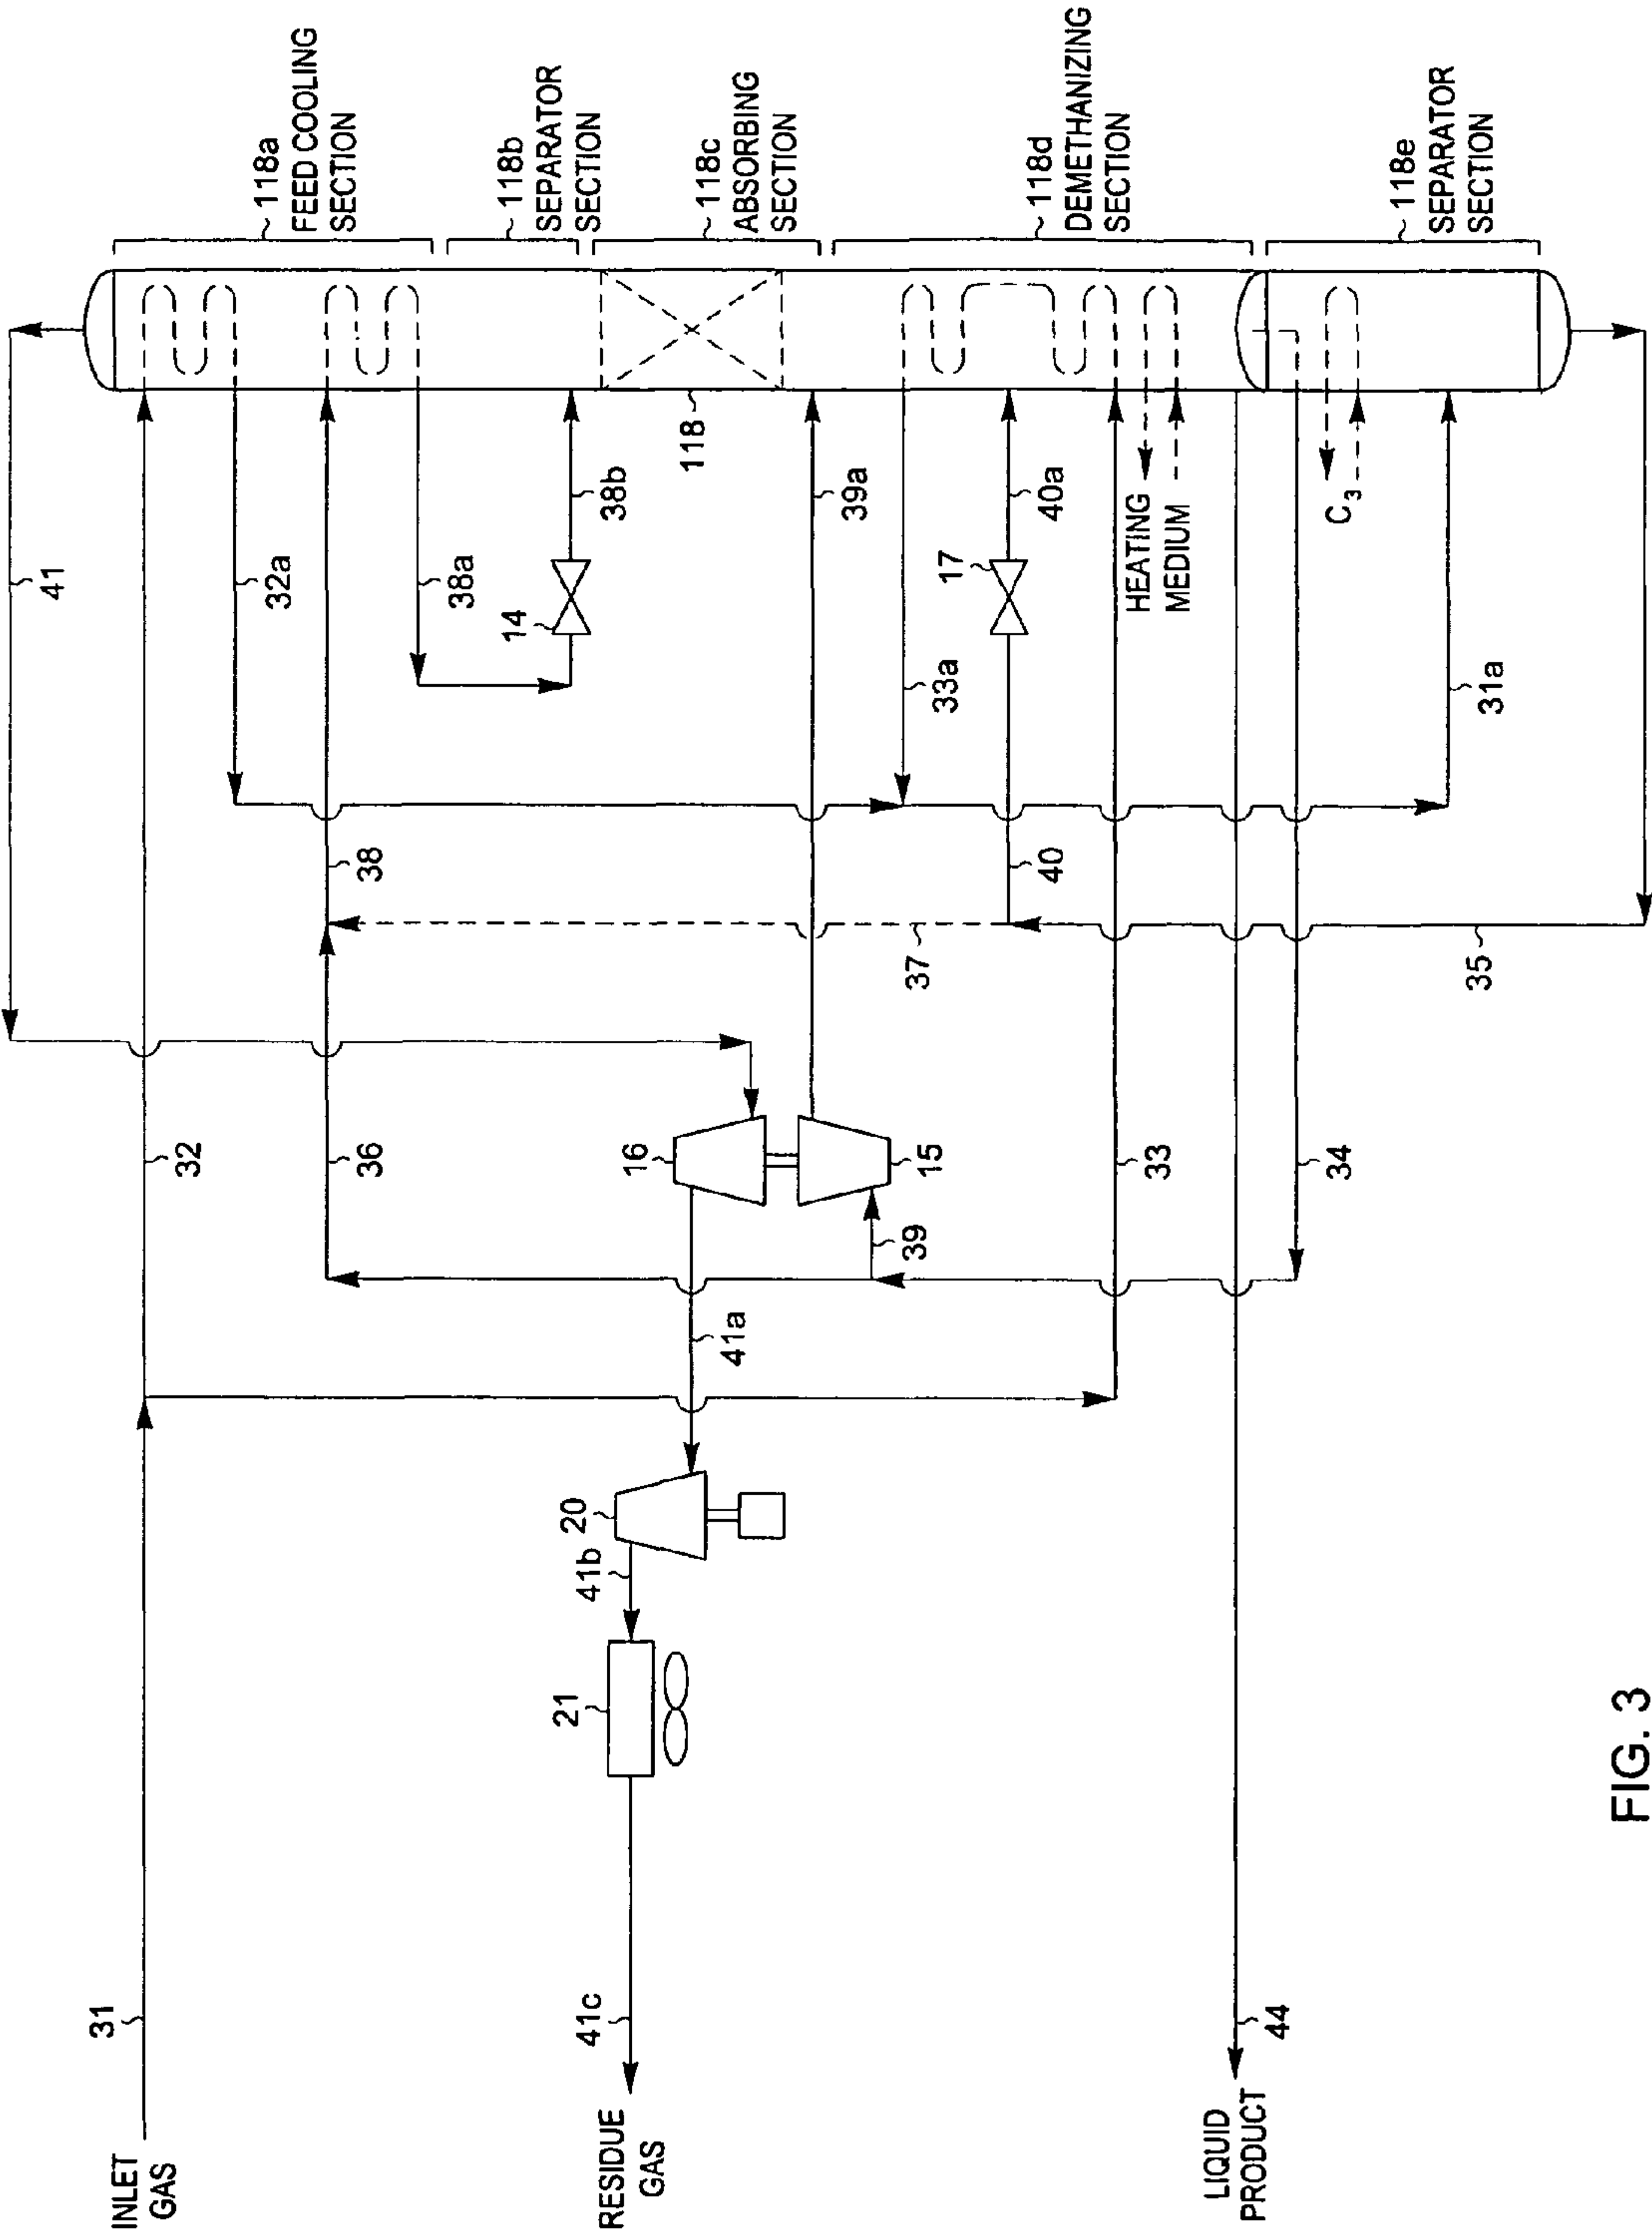 41
118a
FEED COOLING
SECTION
118b
SEPARATOR
SECTION
118c
ABSORBING
SECTION
118d
DEMETHANIZING
SECTION
118e
SEPARATOR
SECTION
118
32a
38a
14
38b
39a
33a
17
40a
HEATING
MEDIUM
C3
31a
38
40
37
35
32
36
16
15
39
33
34
41a
20
41b
21
31
41c
44
INLET
GAS
RESIDUE
GAS
LIQUID
PRODUCT
FIG. 3